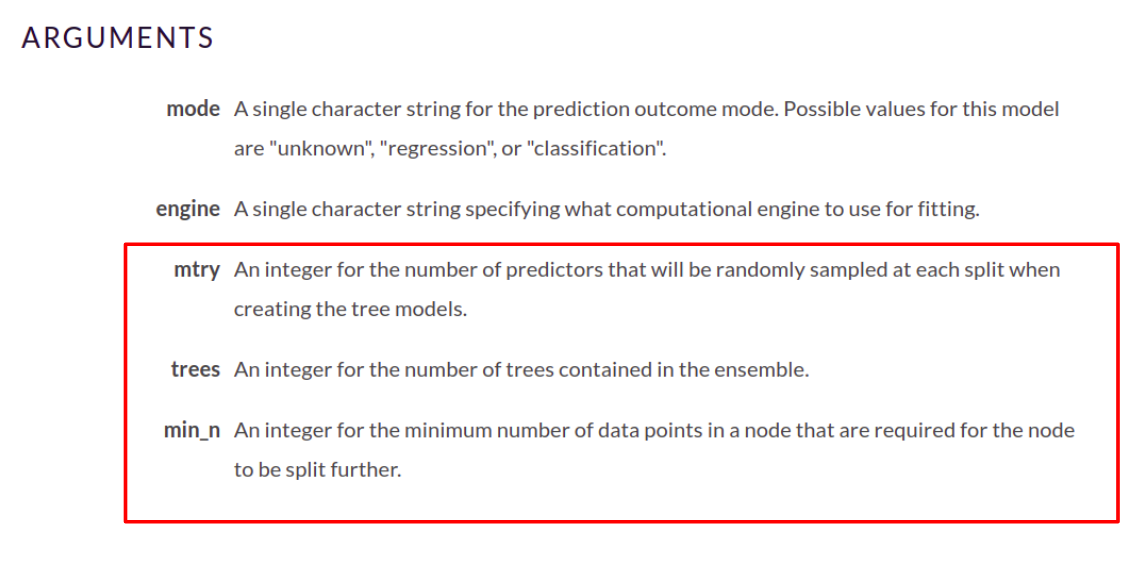 ARGUMENTS
mode A single character string for the prediction outcome mode. Possible values for this model
are "unknown", "regression", or "classification".
engine A single character string specifying what computational engine to use for fitting.
mtry An integer for the number of predictors that will be randomly sampled at each split when
creating the tree models.
trees An integer for the number of trees contained in the ensemble.
min_n An integer for the minimum number of data points in a node that are required for the node
to be split further.